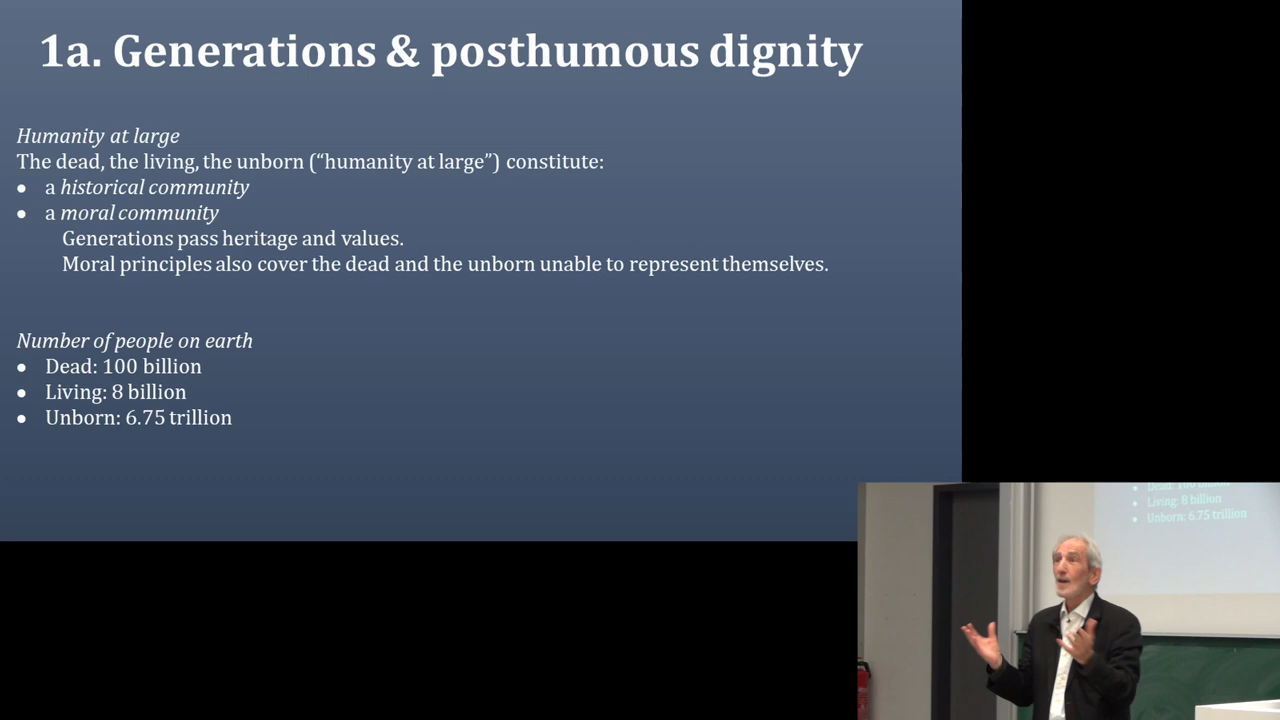 1a. Generations & posthumous dignity
Humanity at large
The dead, the living, the unborn (“humanity at large”) constitute:
• a historical community
• a moral community
Generations pass heritage and values.
Moral principles also cover the dead and the unborn unable to represent themselves.
Number of people on earth
• Dead: 100 billion
• Living: 8 billion
• Unborn: 6.75 trillion
• Dead: 100 billion
• Living: 8 billion
• Unborn: 6.75 trillion